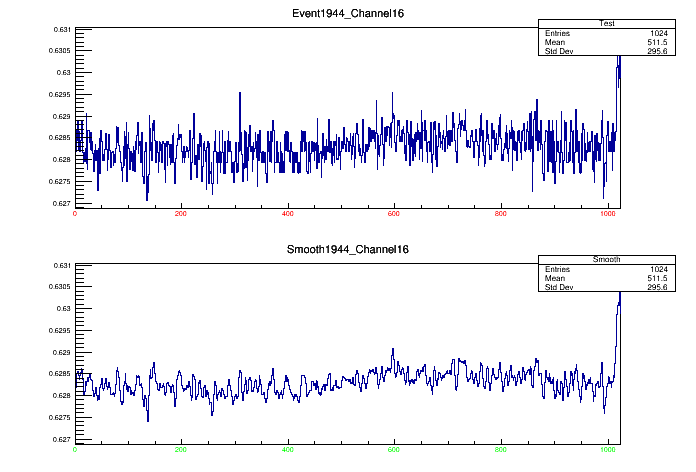 Event1944_Channel16
Test
Entries 1024
Mean 511.5
Std Dev 295.6
0.631
0.6305
0.63
0.6295
0.629
0.6285
0.628
0.6275
0.627
0 200 400 600 800 1000
Smooth1944_Channel16
Smooth
Entries 1024
Mean 511.5
Std Dev 295.6
0.631
0.6305
0.63
0.6295
0.629
0.6285
0.628
0.6275
0.627
0 200 400 600 800 1000